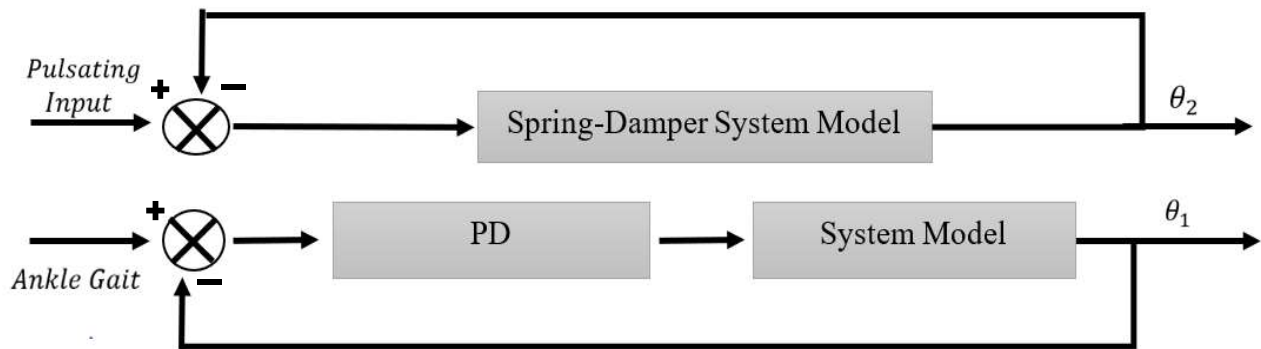 Pulsating
Input
+
−
Spring-Damper System Model
θ₂
+
−
PD
System Model
θ₁
Ankle Gait